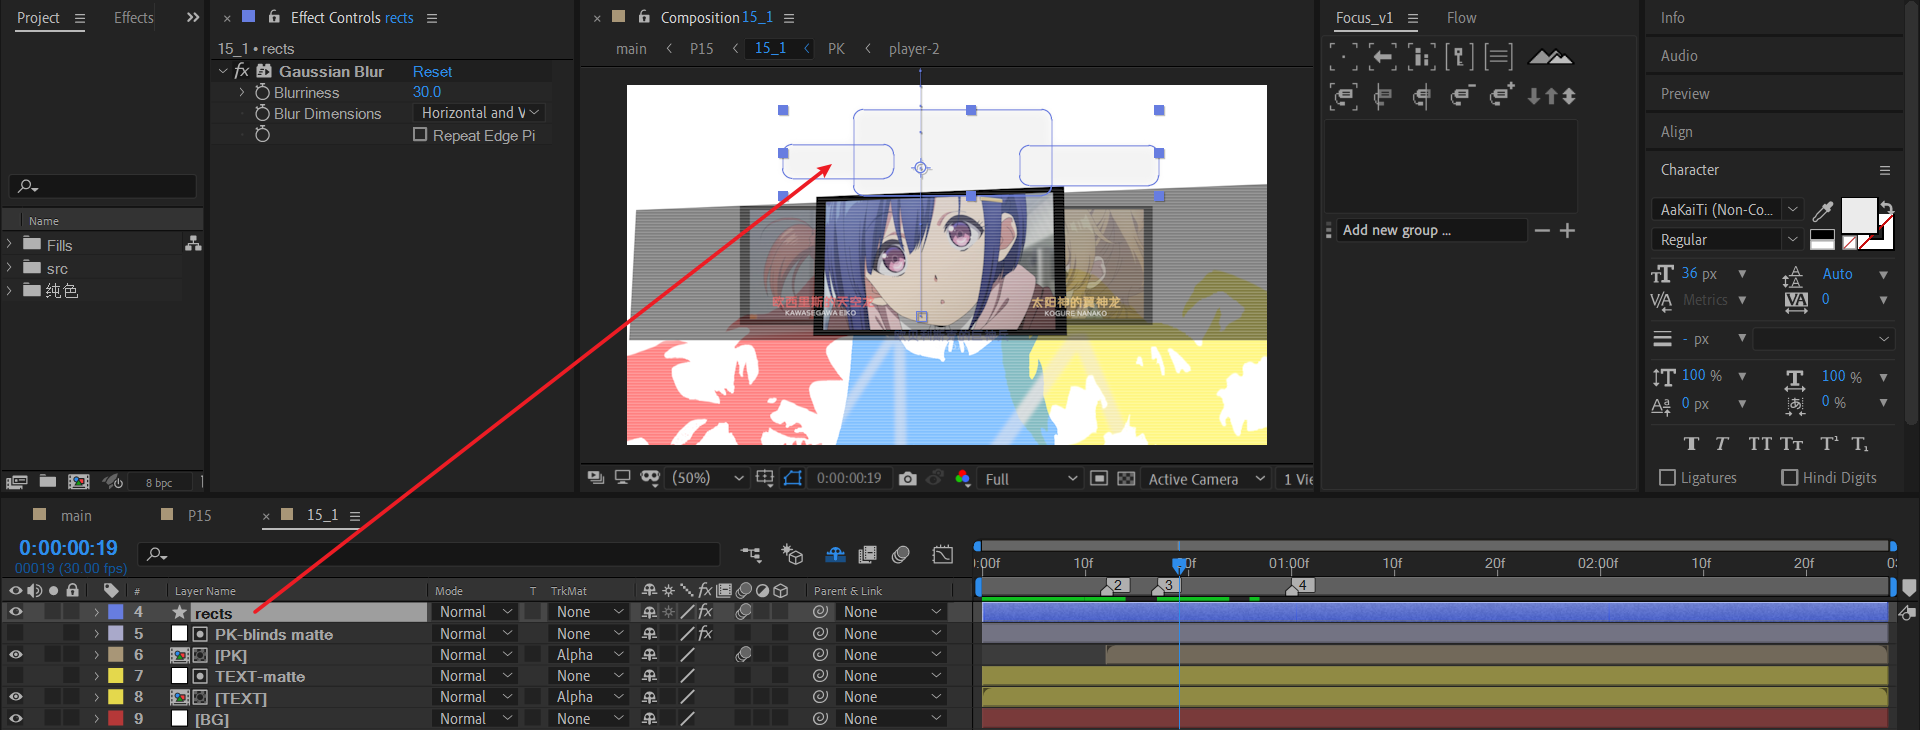 Project
Effects
Effect Controls rects
15_1 • rects
fx Gaussian Blur Reset
Blurriness 30.0
Blur Dimensions Horizontal and V
Repeat Edge Pi
Name
Fills
src
纯色
8 bpc
Composition 15_1
main P15 15_1 PK player-2
太阳神的翼神龙
KAWASEGAWA EIKO
KOGURE NANAKO
(50%) 0:00:00:19 Full Active Camera 1 Vie
Focus_v1 Flow
Add new group ...
Info
Audio
Preview
Align
Character
AaKaiTi (Non-Co...
Regular
36 px Auto
Metrics 0
- px
100 % 100 %
0 px 0 %
Ligatures Hindi Digits
main P15 15_1
0:00:00:19
00019 (30.00 fps)
# Layer Name Mode T TrkMat Parent & Link
4 rects Normal None None
5 PK-blinds matte Normal None None
6 [PK] Normal Alpha None
7 TEXT-matte Normal None None
8 [TEXT] Normal Alpha None
9 [BG] Normal None None
:00f 10f 20f 01:00f 10f 20f 02:00f 10f 20f
2 3 4